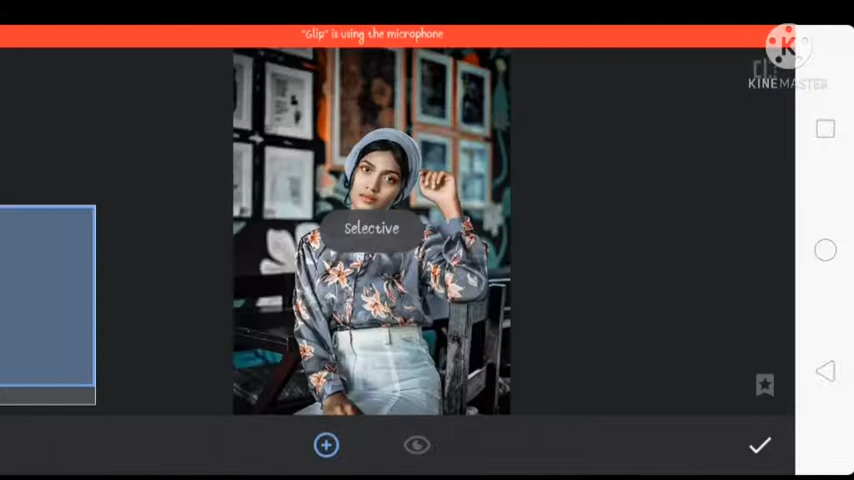 "Glip" is using the microphone
K
KINEMASTER
Selective